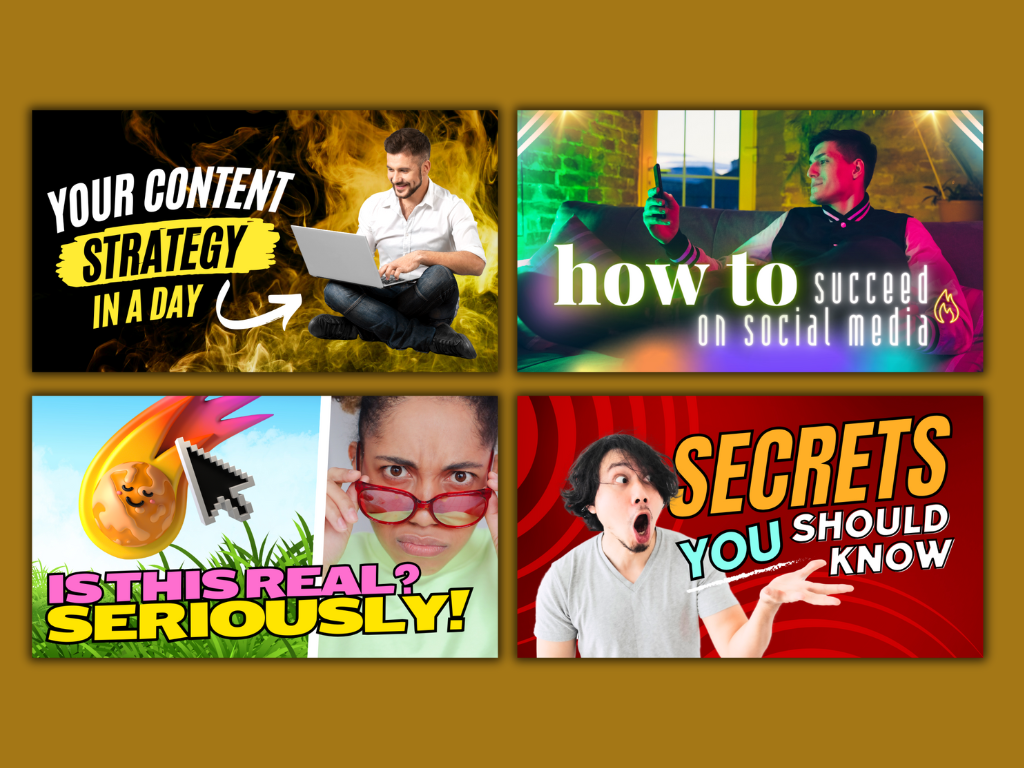 YOUR CONTENT
STRATEGY
IN A DAY
how to succeed
on social media
IS THIS REAL?
SERIOUSLY!
SECRETS
YOU SHOULD
KNOW